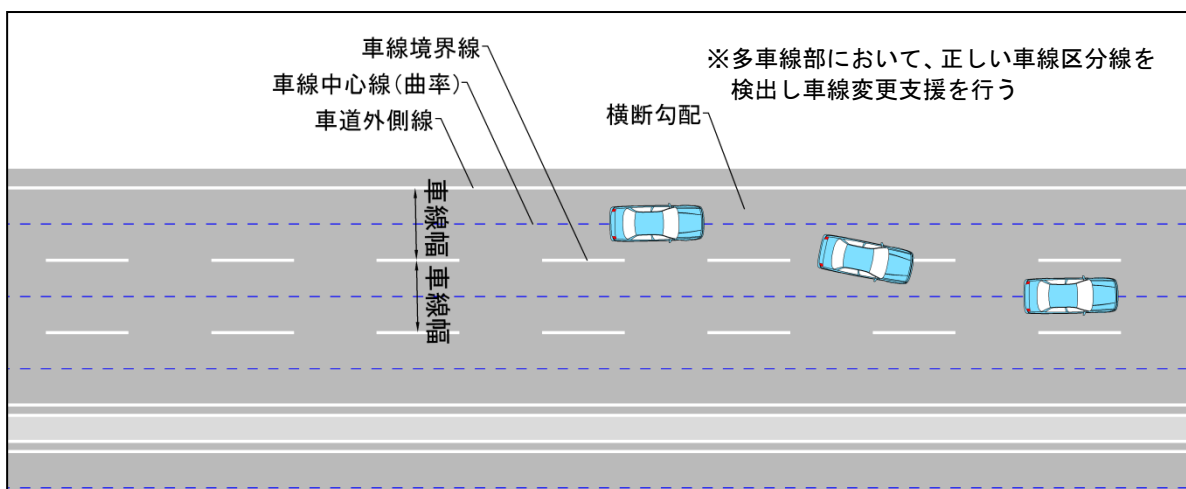 車線境界線
車線中心線(曲率)
車道外側線
※多車線部において、正しい車線区分線を
検出し車線変更支援を行う
横断勾配
車線幅
車線幅